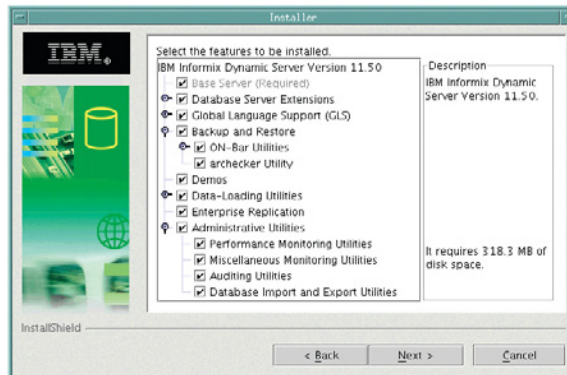 Installer
IBM
Select the features to be installed.
IBM Informix Dynamic Server Version 11.50
Base Server (Required)
Database Server Extensions
Global Language Support (GLS)
Backup and Restore
ON-Bar Utilities
archecker Utility
Demos
Data-Loading Utilities
Enterprise Replication
Administrative Utilities
Performance Monitoring Utilities
Miscellaneous Monitoring Utilities
Auditing Utilities
Database Import and Export Utilities
Description
IBM Informix Dynamic
Server Version 11.50.
It requires 318.3 MB of
disk space.
InstallShield
< Back
Next >
Cancel